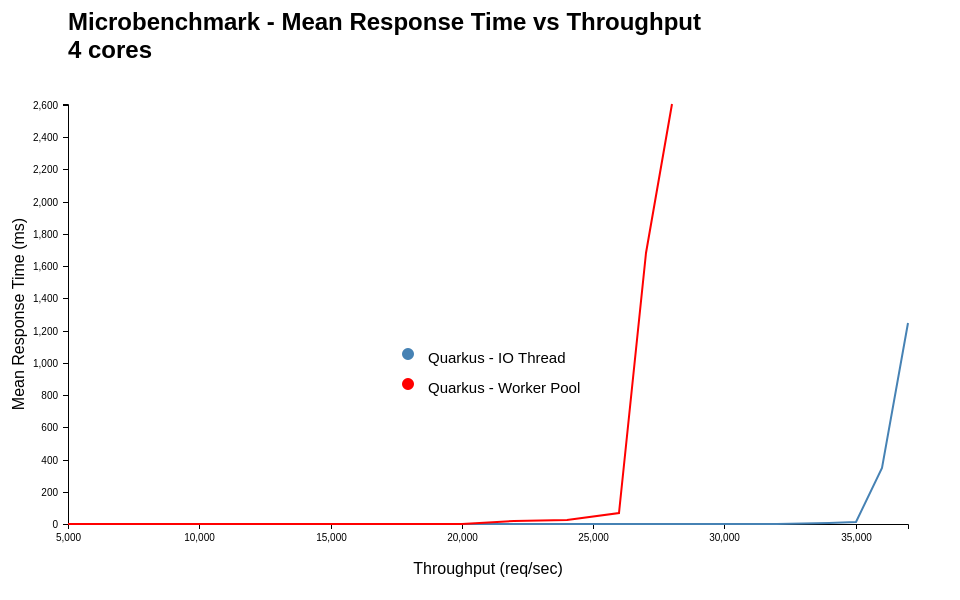 Microbenchmark - Mean Response Time vs Throughput
4 cores
Mean Response Time (ms)
2,600
2,400
2,200
2,000
1,800
1,600
1,400
1,200
1,000
800
600
400
200
0
Quarkus - IO Thread
Quarkus - Worker Pool
5,000 10,000 15,000 20,000 25,000 30,000 35,000
Throughput (req/sec)